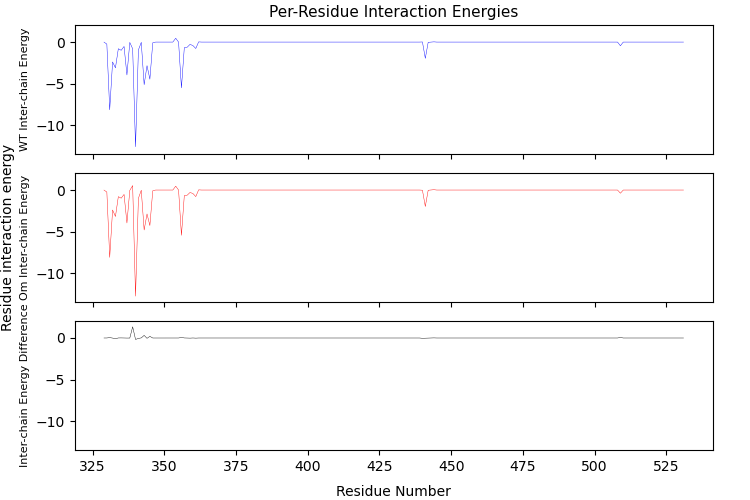 Per-Residue Interaction Energies
Residue interaction energy
WT Inter-chain Energy
0
−5
−10
Om Inter-chain Energy
0
−5
−10
Inter-chain Energy Difference
0
−5
−10
325 350 375 400 425 450 475 500 525
Residue Number